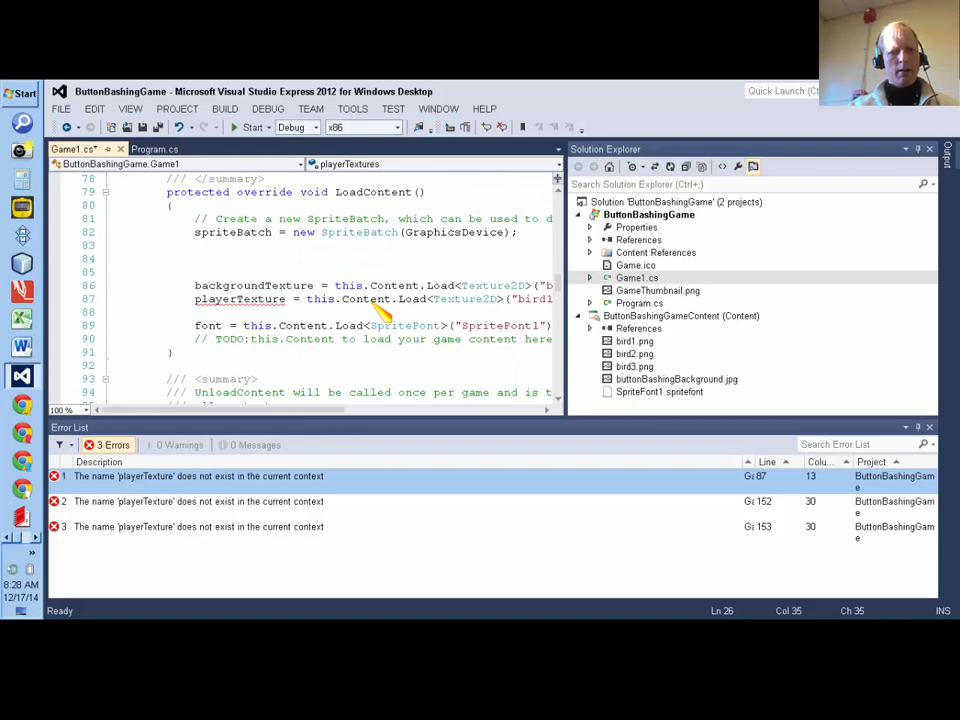 Start
ButtonBashingGame - Microsoft Visual Studio Express 2012 for Windows Desktop
Quick Launch (Ctrl+
FILE EDIT VIEW PROJECT BUILD DEBUG TEAM TOOLS TEST WINDOW HELP
Start Debug x86
Game1.cs* Program.cs
ButtonBashingGame.Game1 playerTextures
78 /// </summary>
79 protected override void LoadContent()
80 {
81 // Create a new SpriteBatch, which can be used to d
82 spriteBatch = new SpriteBatch(GraphicsDevice);
83
84
85
86 backgroundTexture = this.Content.Load<Texture2D>("b
87 playerTexture = this.Content.Load<Texture2D>("bird1
88
89 font = this.Content.Load<SpriteFont>("SpriteFont1")
90 // TODO:this.Content to load your game content here
91 }
92
93 /// <summary>
94 /// UnloadContent will be called once per game and is t
100 %
Solution Explorer
Search Solution Explorer (Ctrl+;)
Solution 'ButtonBashingGame' (2 projects)
ButtonBashingGame
Properties
References
Content References
Game.ico
Game1.cs
GameThumbnail.png
Program.cs
ButtonBashingGameContent (Content)
References
bird1.png
bird2.png
bird3.png
buttonBashingBackground.jpg
SpriteFont1.spritefont
Output
Error List
3 Errors 0 Warnings 0 Messages
Search Error List
Description Line Colu... Project
1 The name 'playerTexture' does not exist in the current context Ga 87 13 ButtonBashingGam
e
2 The name 'playerTexture' does not exist in the current context Ga 152 30 ButtonBashingGam
e
3 The name 'playerTexture' does not exist in the current context Ga 153 30 ButtonBashingGam
e
8:28 AM
12/17/14
Ready Ln 26 Col 35 Ch 35 INS